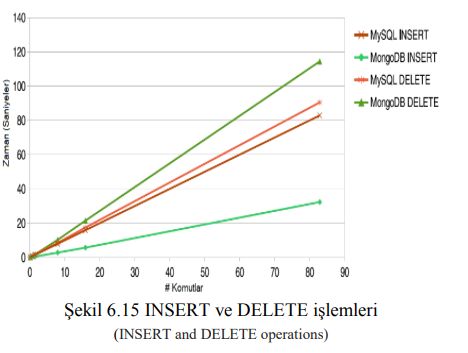 140
120
100
80
60
40
20
0
Zaman (Saniyeler)
0 10 20 30 40 50 60 70 80 90
# Komutlar
MySQL INSERT
MongoDB INSERT
MySQL DELETE
MongoDB DELETE
Şekil 6.15 INSERT ve DELETE işlemleri
(INSERT and DELETE operations)